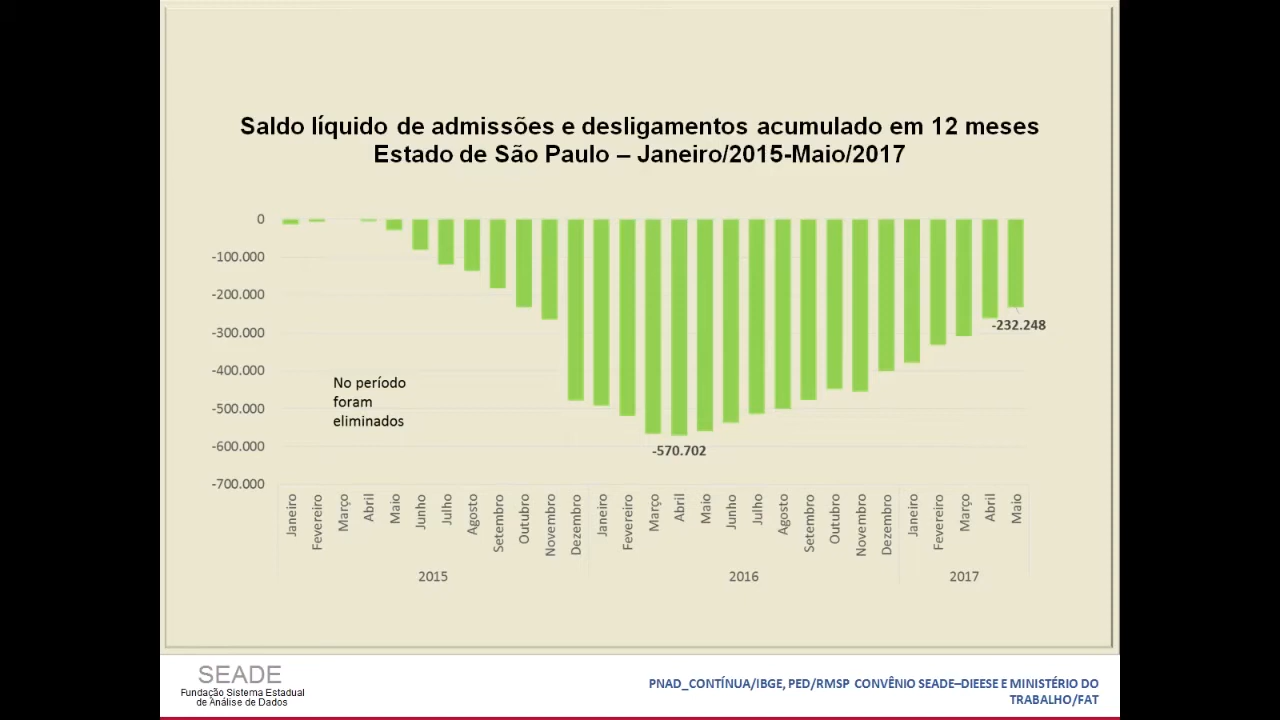 Saldo líquido de admissões e desligamentos acumulado em 12 meses
Estado de São Paulo – Janeiro/2015-Maio/2017
0
-100.000
-200.000
-300.000
-400.000
-500.000
-600.000
-700.000
-232.248
No período
foram
eliminados
-570.702
Janeiro
Fevereiro
Março
Abril
Maio
Junho
Julho
Agosto
Setembro
Outubro
Novembro
Dezembro
Janeiro
Fevereiro
Março
Abril
Maio
Junho
Julho
Agosto
Setembro
Outubro
Novembro
Dezembro
Janeiro
Fevereiro
Março
Abril
Maio
2015
2016
2017
SEADE
Fundação Sistema Estadual
de Análise de Dados
PNAD_CONTÍNUA/IBGE, PED/RMSP CONVÊNIO SEADE–DIEESE E MINISTÉRIO DO
TRABALHO/FAT